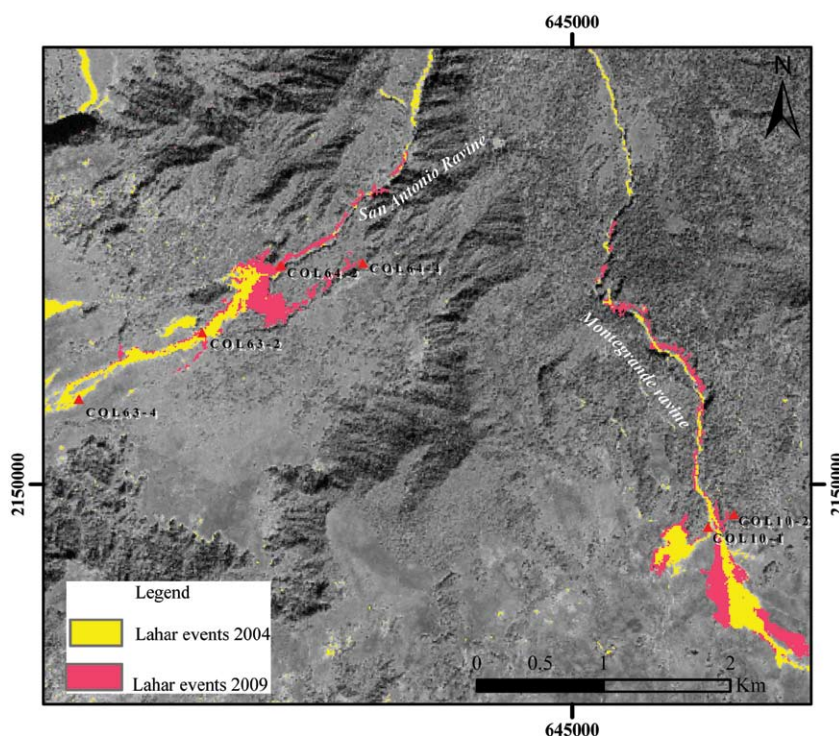 645000
N
San Antonio Ravine
COL64-2
COL64-1
COL63-2
Montegrande ravine
COL63-4
2150000
2150000
COL10-2
COL10-1
Legend
Lahar events 2004
Lahar events 2009
0 0.5 1 2
Km
645000